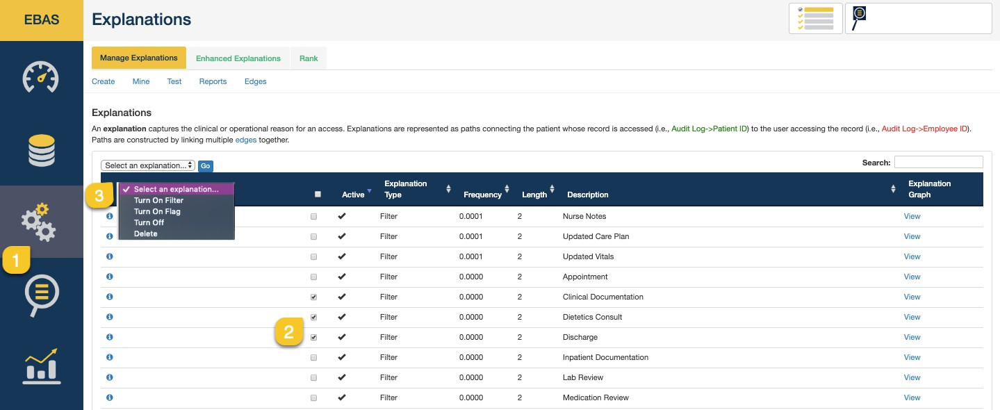 EBAS
Explanations
Manage Explanations Enhanced Explanations Rank
Create Mine Test Reports Edges
Explanations
An explanation captures the clinical or operational reason for an access. Explanations are represented as paths connecting the patient whose record is accessed (i.e., Audit Log->Patient ID) to the user accessing the record (i.e., Audit Log->Employee ID).
Paths are constructed by linking multiple edges together.
Select an explanation... Go Search:
3 Select an explanation...
Turn On Filter
Turn On Flag
Turn Off
Delete
Active Explanation Type Frequency Length Description Explanation Graph
Filter 0.0001 2 Nurse Notes View
Filter 0.0001 2 Updated Care Plan View
Filter 0.0001 2 Updated Vitals View
1
Filter 0.0000 2 Appointment View
Filter 0.0000 2 Clinical Documentation View
Filter 0.0000 2 Dietetics Consult View
2
Filter 0.0000 2 Discharge View
Filter 0.0000 2 Inpatient Documentation View
Filter 0.0000 2 Lab Review View
Filter 0.0000 2 Medication Review View